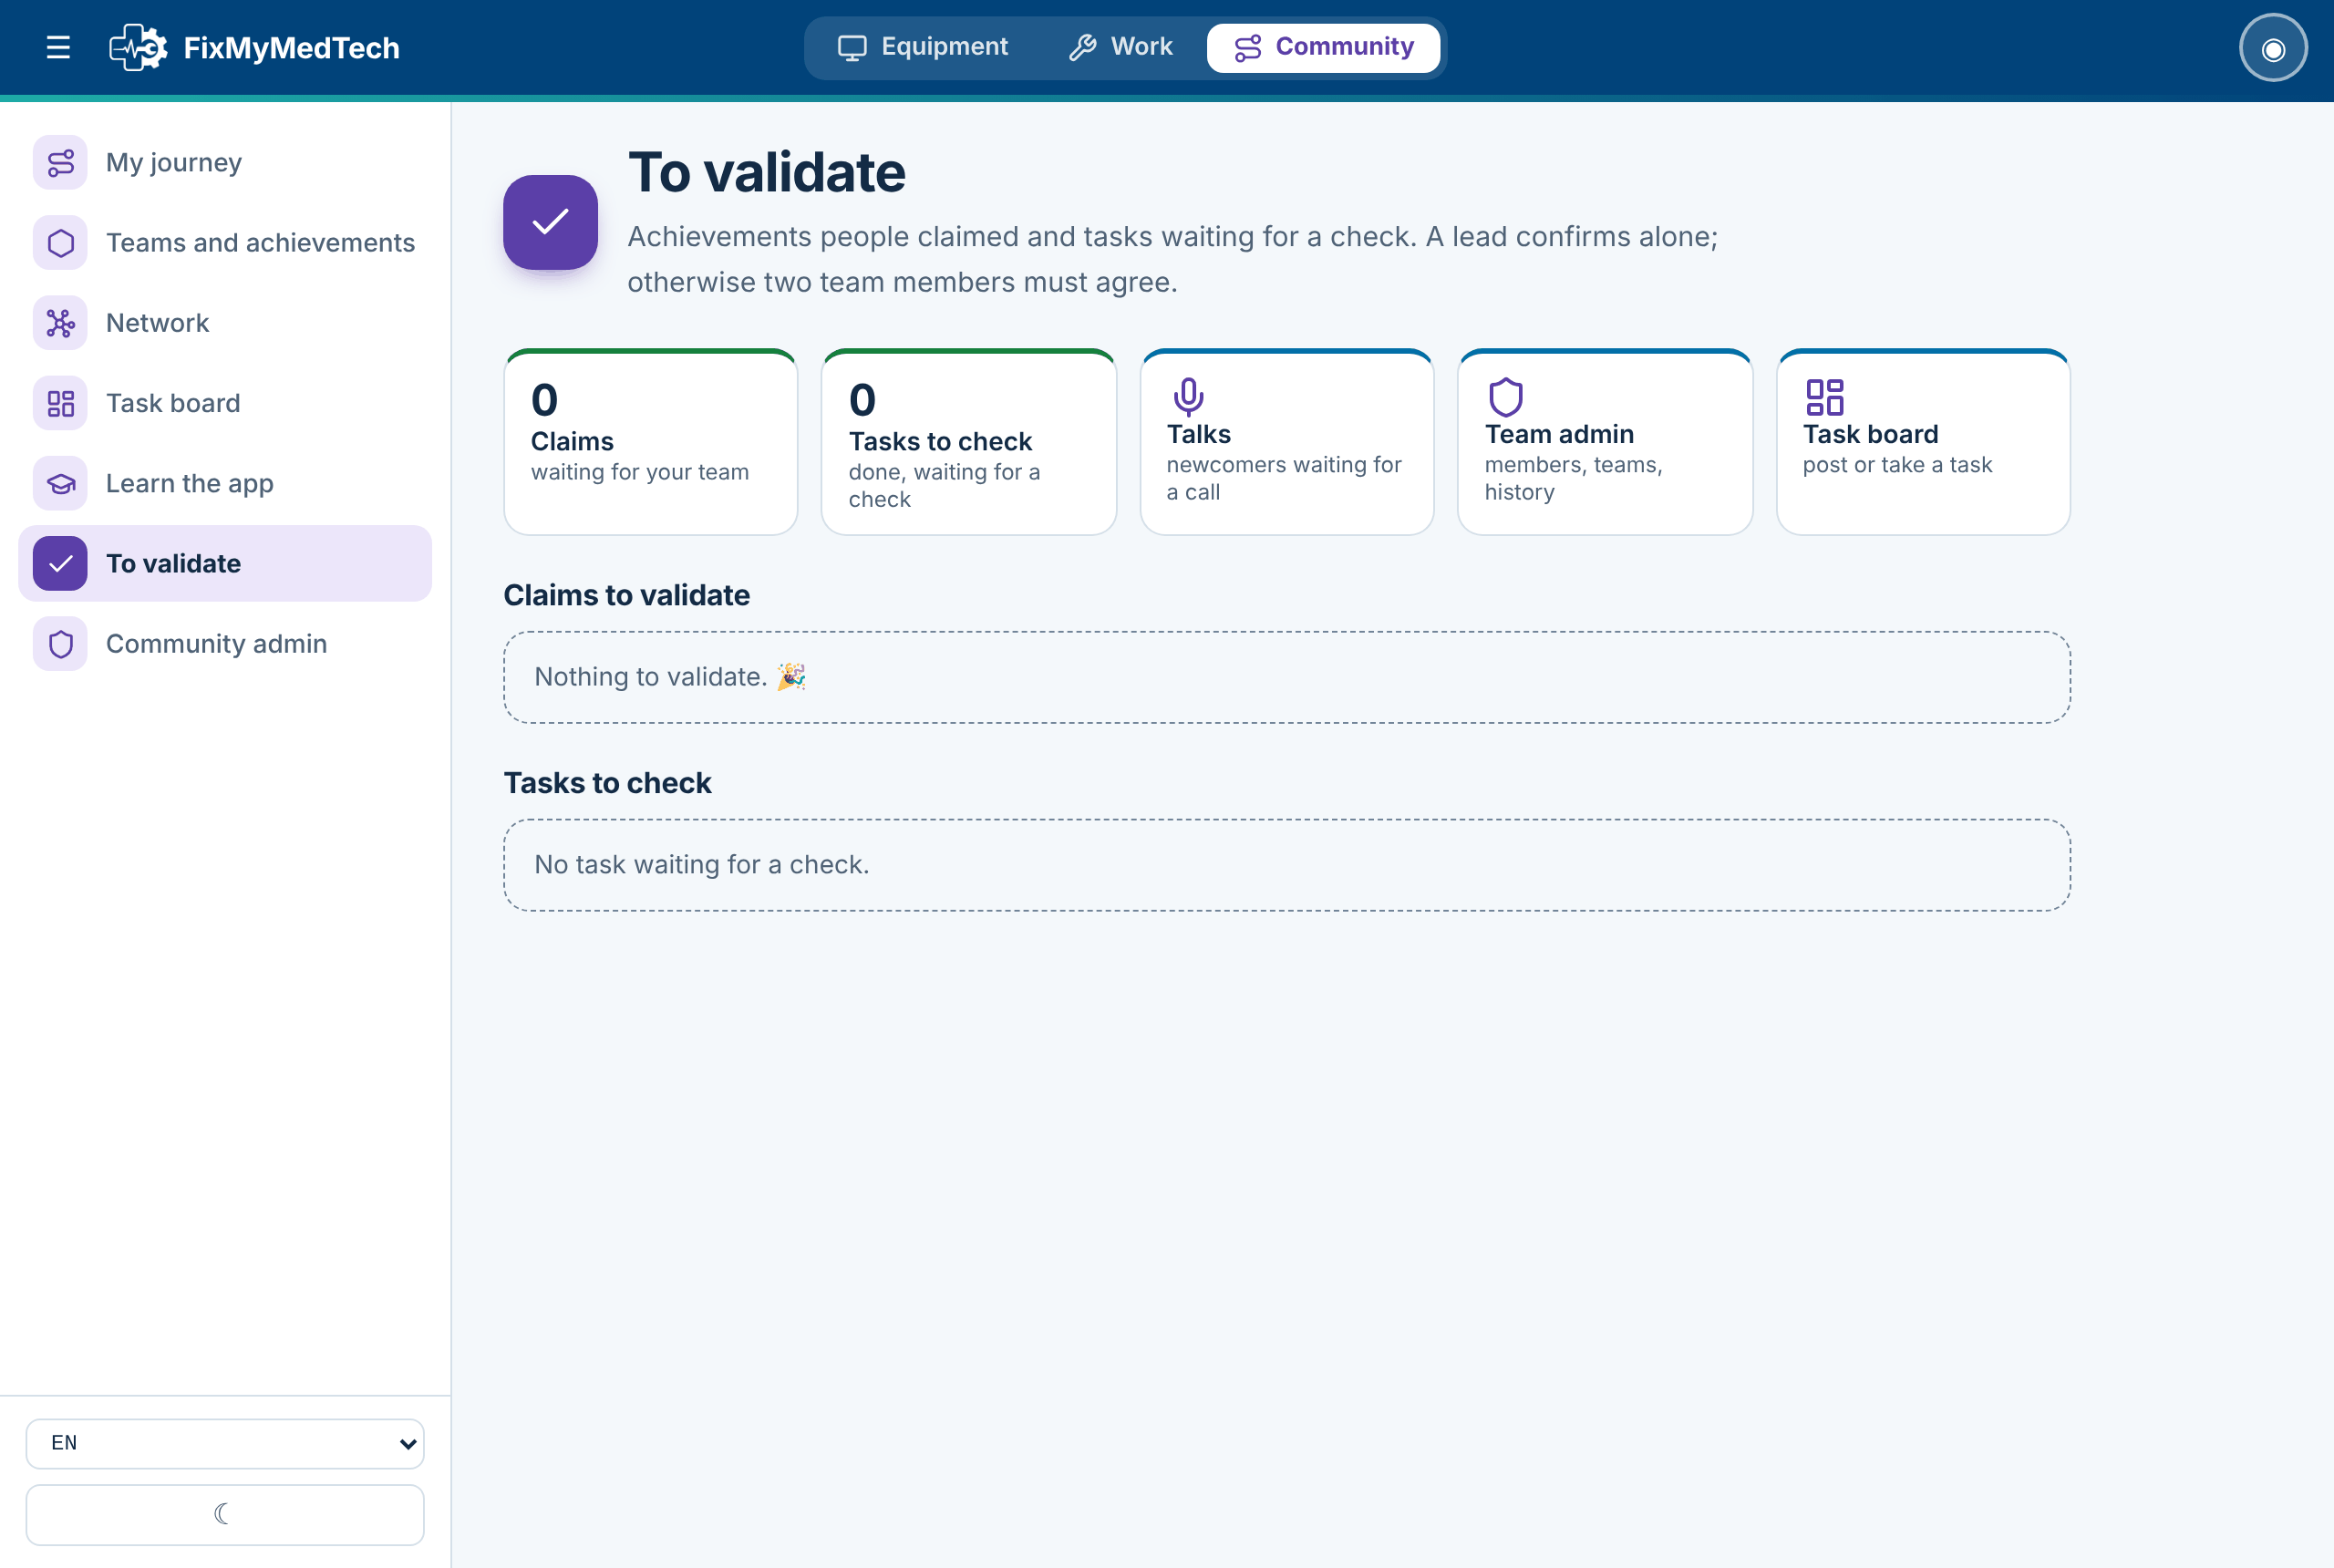 FixMyMedTech
Equipment
Work
Community
My journey
Teams and achievements
Network
Task board
Learn the app
To validate
Community admin
EN
To validate
Achievements people claimed and tasks waiting for a check. A lead confirms alone;
otherwise two team members must agree.
0
Claims
waiting for your team
0
Tasks to check
done, waiting for a
check
Talks
newcomers waiting for
a call
Team admin
members, teams,
history
Task board
post or take a task
Claims to validate
Nothing to validate. 🎉
Tasks to check
No task waiting for a check.